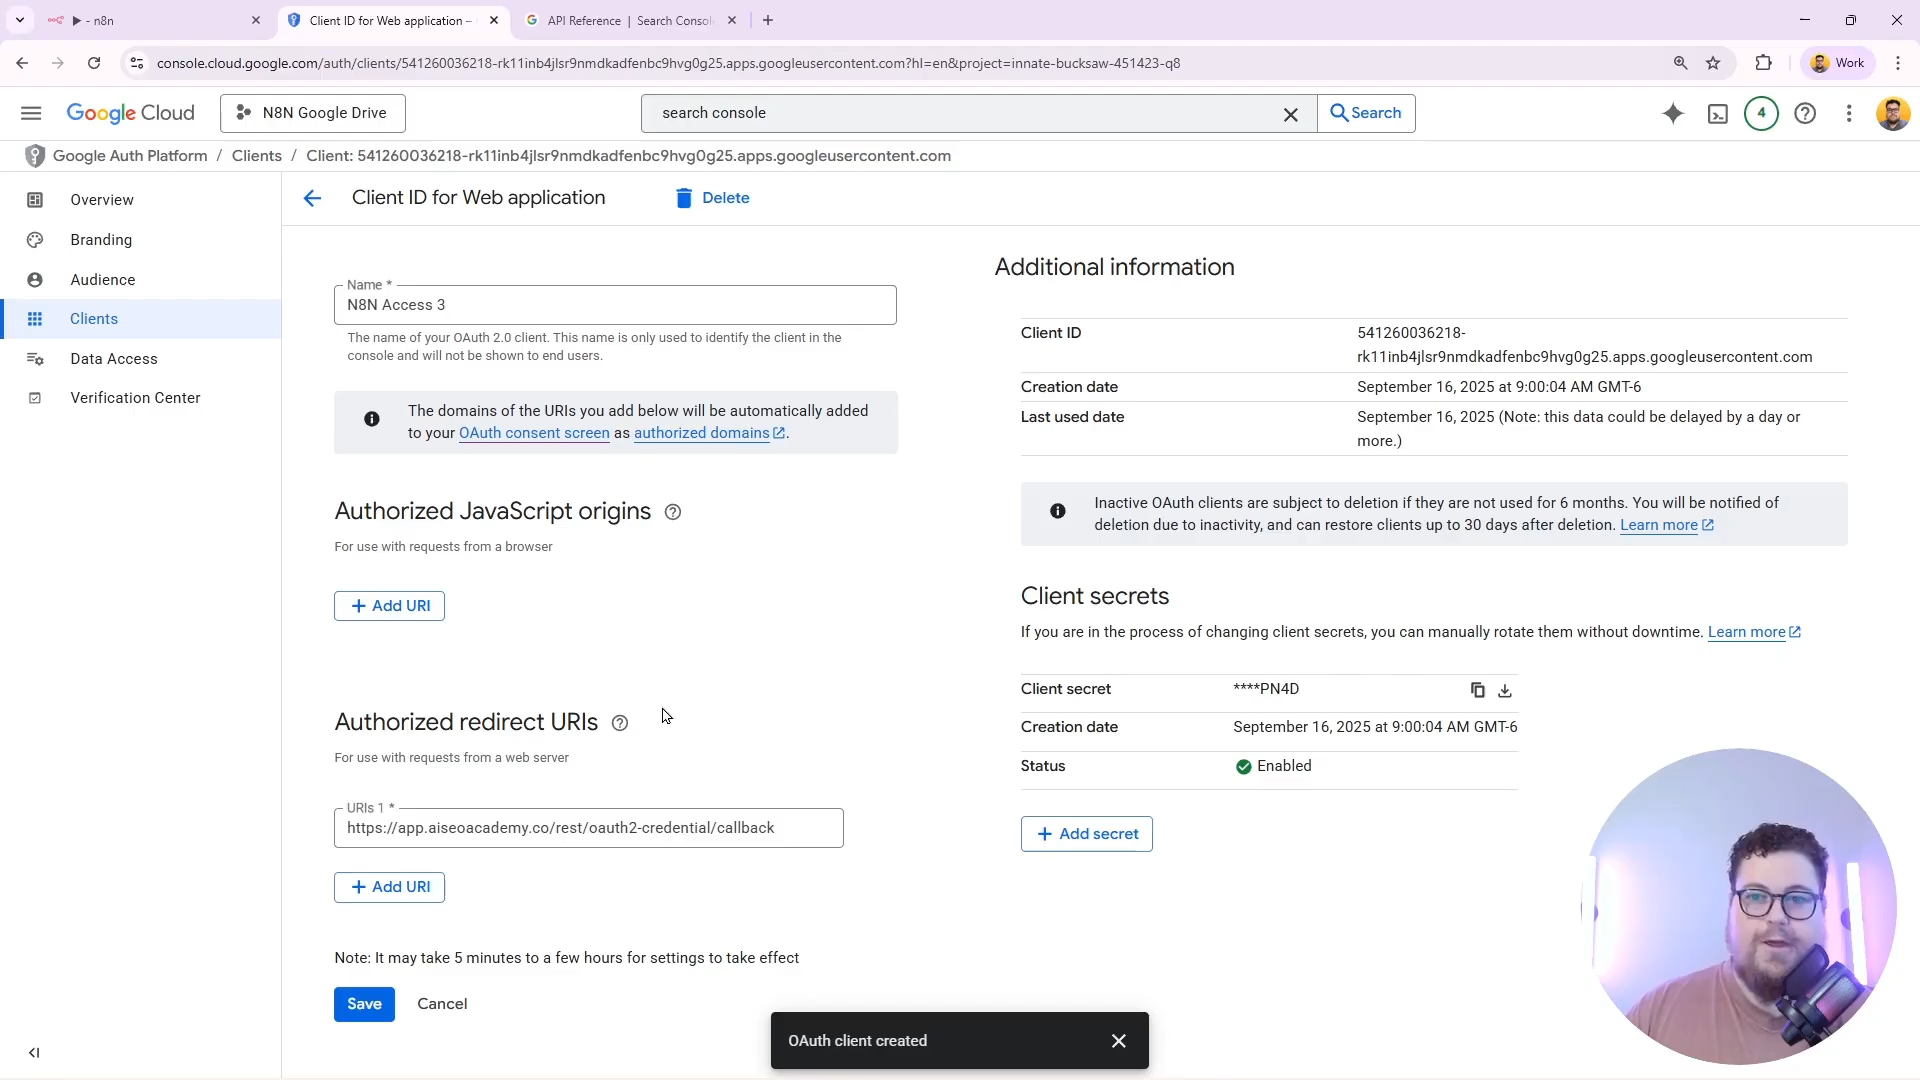 - n8n
Client ID for Web application –
API Reference | Search Consol
console.cloud.google.com/auth/clients/541260036218-rk11inb4jlsr9nmdkadfenbc9hvg0g25.apps.googleusercontent.com?hl=en&project=innate-bucksaw-451423-q8
Work
Google Cloud
N8N Google Drive
search console
Search
4
Google Auth Platform / Clients / Client: 541260036218-rk11inb4jlsr9nmdkadfenbc9hvg0g25.apps.googleusercontent.com
Overview
Branding
Audience
Clients
Data Access
Verification Center
Client ID for Web application
Delete
Name *
N8N Access 3
The name of your OAuth 2.0 client. This name is only used to identify the client in the
console and will not be shown to end users.
The domains of the URIs you add below will be automatically added
to your OAuth consent screen as authorized domains.
Authorized JavaScript origins
For use with requests from a browser
+ Add URI
Authorized redirect URIs
For use with requests from a web server
URIs 1 *
https://app.aiseoacademy.co/rest/oauth2-credential/callback
+ Add URI
Note: It may take 5 minutes to a few hours for settings to take effect
Save
Cancel
Additional information
Client ID
541260036218-
rk11inb4jlsr9nmdkadfenbc9hvg0g25.apps.googleusercontent.com
Creation date
September 16, 2025 at 9:00:04 AM GMT-6
Last used date
September 16, 2025 (Note: this data could be delayed by a day or
more.)
Inactive OAuth clients are subject to deletion if they are not used for 6 months. You will be notified of
deletion due to inactivity, and can restore clients up to 30 days after deletion. Learn more
Client secrets
If you are in the process of changing client secrets, you can manually rotate them without downtime. Learn more
Client secret
****PN4D
Creation date
September 16, 2025 at 9:00:04 AM GMT-6
Status
Enabled
+ Add secret
OAuth client created